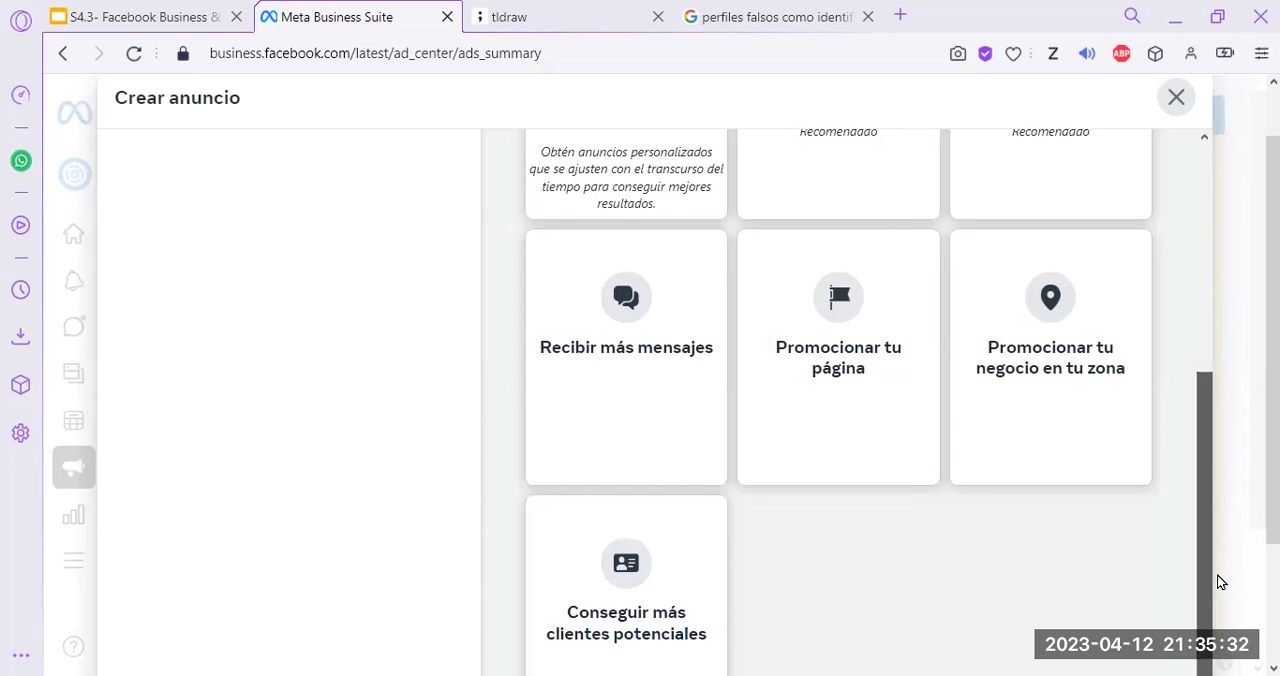 S4.3- Facebook Business &
Meta Business Suite
tldraw
perfiles falsos como identif
business.facebook.com/latest/ad_center/ads_summary
Z
ABP
Crear anuncio
Obtén anuncios personalizados
que se ajusten con el transcurso del
tiempo para conseguir mejores
resultados.
Recomendado
Recomendado
Recibir más mensajes
Promocionar tu
página
Promocionar tu
negocio en tu zona
Conseguir más
clientes potenciales
2023-04-12 21:35:32